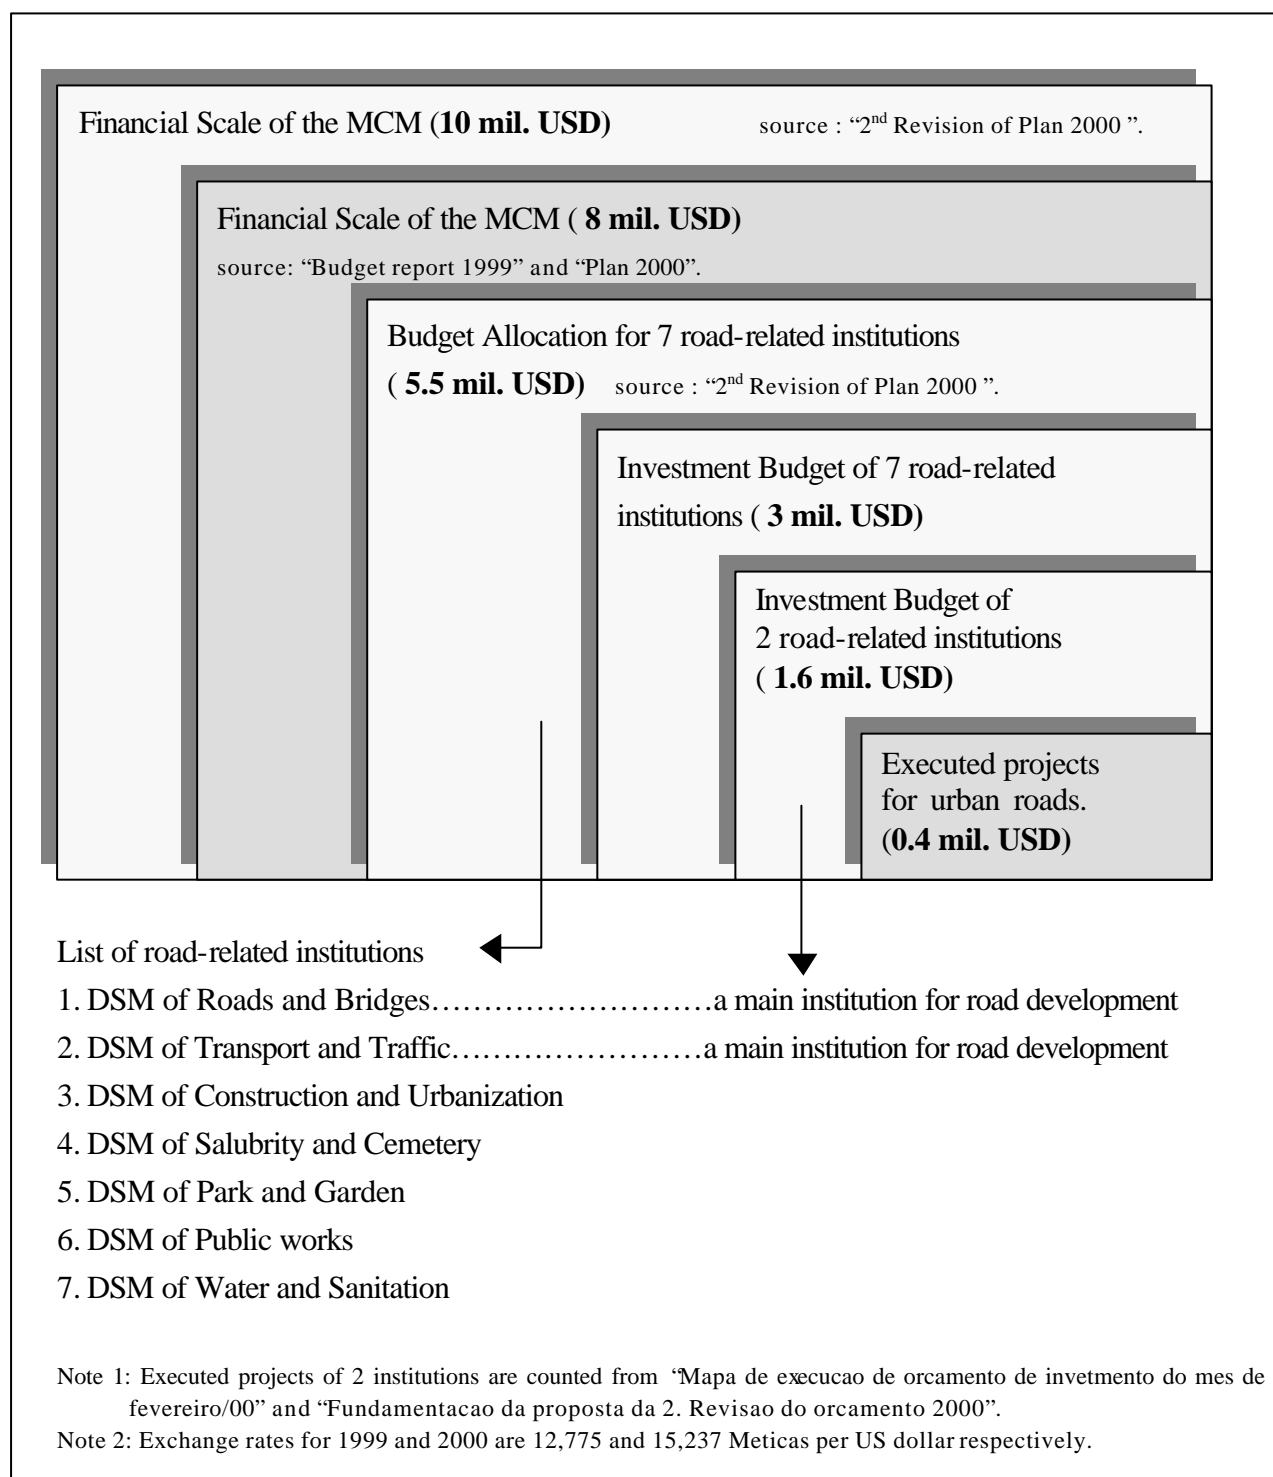 Financial Scale of the MCM (10 mil. USD) source : “2nd Revision of Plan 2000 ”.
Financial Scale of the MCM ( 8 mil. USD)
source: “Budget report 1999” and “Plan 2000”.
Budget Allocation for 7 road-related institutions
( 5.5 mil. USD) source : “2nd Revision of Plan 2000 ”.
Investment Budget of 7 road-related
institutions ( 3 mil. USD)
Investment Budget of
2 road-related institutions
( 1.6 mil. USD)
Executed projects
for urban roads.
(0.4 mil. USD)
List of road-related institutions
1. DSM of Roads and Bridges………………………a main institution for road development
2. DSM of Transport and Traffic……………………a main institution for road development
3. DSM of Construction and Urbanization
4. DSM of Salubrity and Cemetery
5. DSM of Park and Garden
6. DSM of Public works
7. DSM of Water and Sanitation
Note 1: Executed projects of 2 institutions are counted from “Mapa de execucao de orcamento de invetmento do mes de
fevereiro/00” and “Fundamentacao da proposta da 2. Revisao do orcamento 2000”.
Note 2: Exchange rates for 1999 and 2000 are 12,775 and 15,237 Meticas per US dollar respectively.